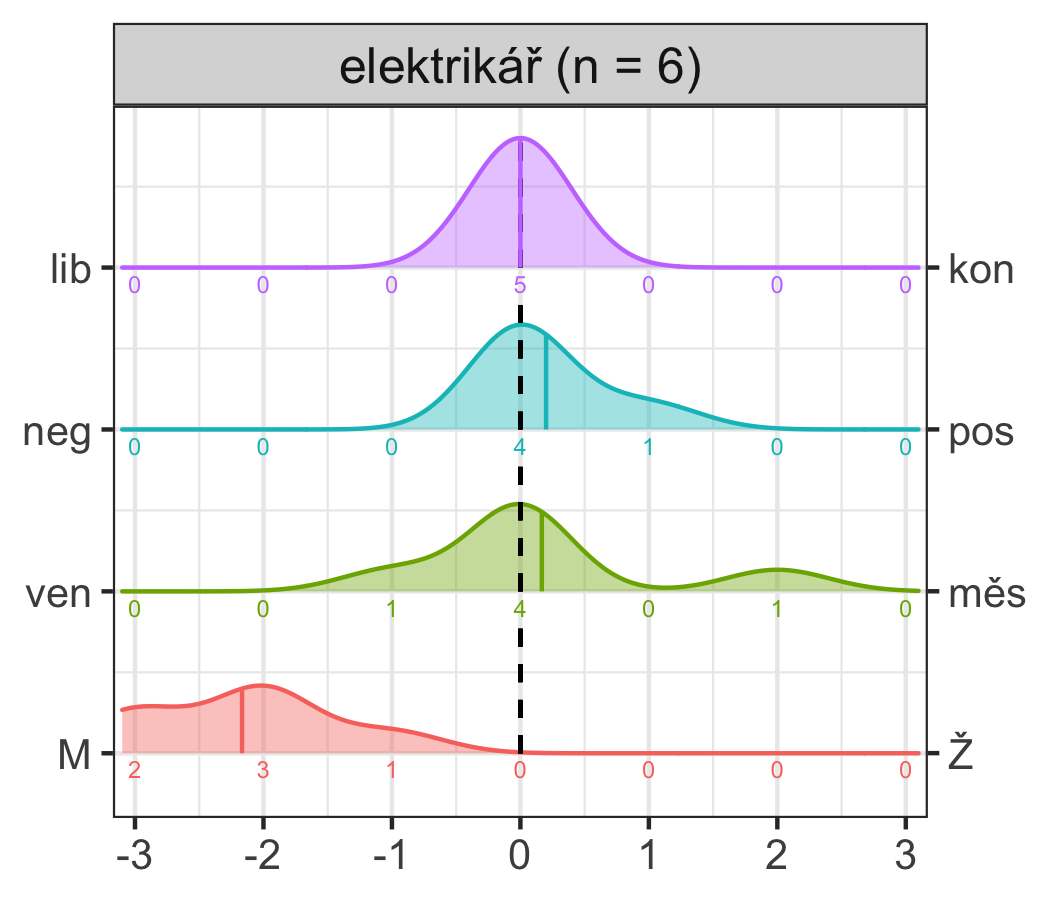 elektrikář (n = 6)
lib kon
0 0 0 5 0 0 0
neg pos
0 0 0 4 1 0 0
ven měs
0 0 1 4 0 1 0
M Ž
2 3 1 0 0 0 0
-3 -2 -1 0 1 2 3